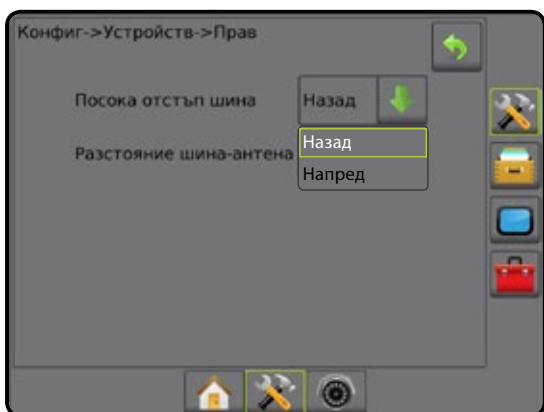 Конфиг->Устройств->Прав
Посока отстъп шина Назад
Назад
Разстояние шина-антена
Напред